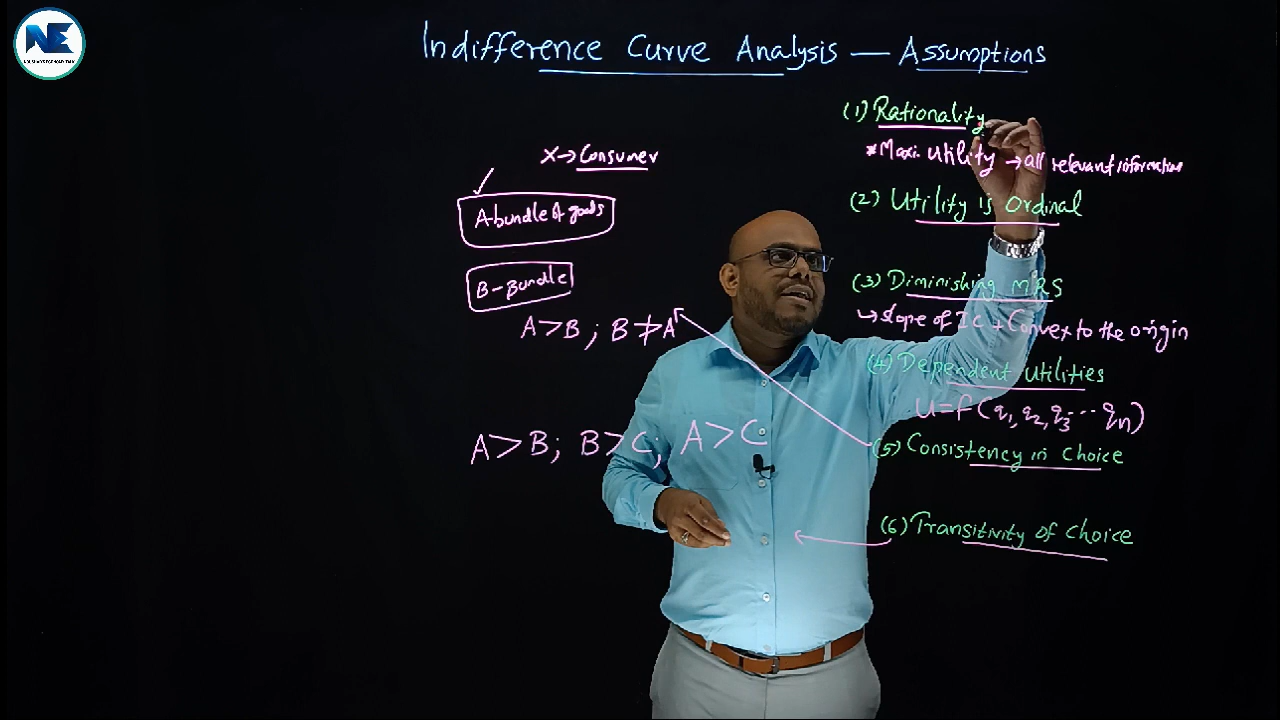 NE
Indifference Curve Analysis — Assumptions
(1) Rationality
* Maxi. Utility → all relevant information
X → Consumer
(2) Utility is Ordinal
A-bundle of goods
B-Bundle
(3) Diminishing MRS
↳ slope of IC → Convex to the origin
A > B ; B ≯ A
(4) Dependent Utilities
U = f (q1, q2, q3 ... qn)
A > B ; B > C ; A > C
(5) Consistency in Choice
(6) Transitivity of Choice